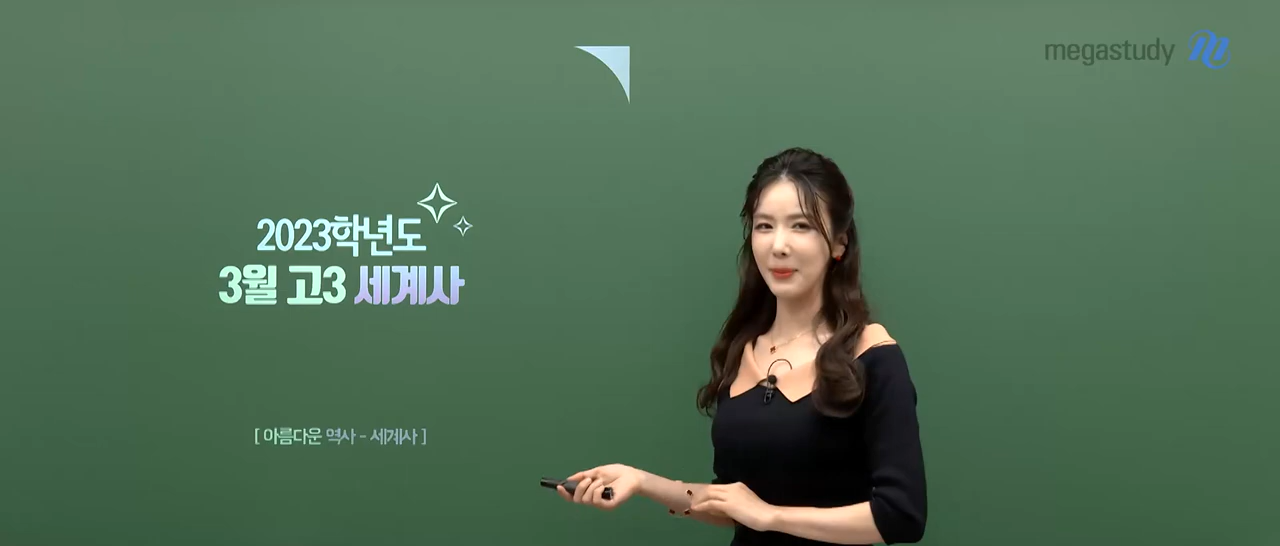 megastudy
2023학년도
3월 고3 세계사
[ 아름다운 역사 - 세계사 ]